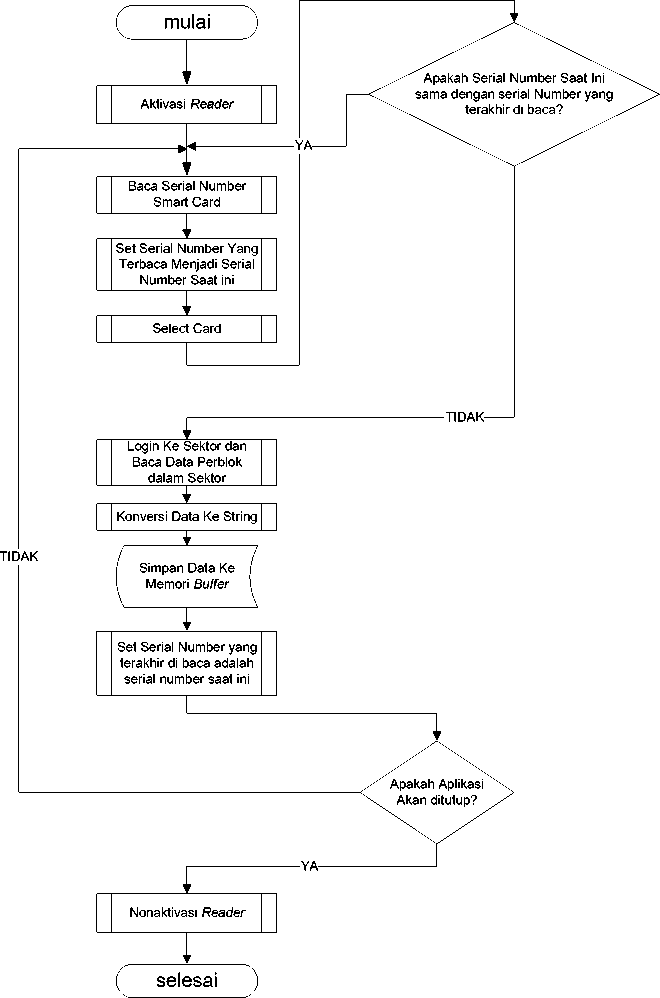 mulai
Apakah Serial Number Saat Ini
sama dengan serial Number yang
terakhir di baca?
Aktivasi Reader
YA
Baca Serial Number
Smart Card
Set Serial Number Yang
Terbaca Menjadi Serial
Number Saat ini
Select Card
TIDAK
Login Ke Sektor dan
Baca Data Perblok
dalam Sektor
Konversi Data Ke String
TIDAK
Simpan Data Ke
Memori Buffer
Set Serial Number yang
terakhir di baca adalah
serial number saat ini
Apakah Aplikasi
Akan ditutup?
YA
Nonaktivasi Reader
selesai